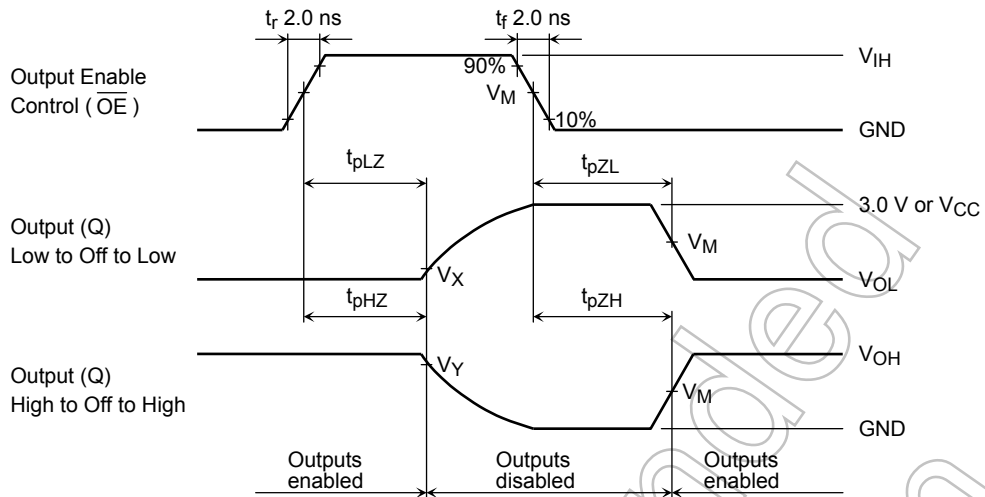 tr 2.0 ns
tf 2.0 ns
Output Enable
Control ( OE )
90%
VM
10%
VIH
GND
tpLZ
tpZL
Output (Q)
Low to Off to Low
VX
VM
3.0 V or VCC
VOL
tpHZ
tpZH
Output (Q)
High to Off to High
VY
VM
VOH
GND
Outputs
enabled
Outputs
disabled
Outputs
enabled